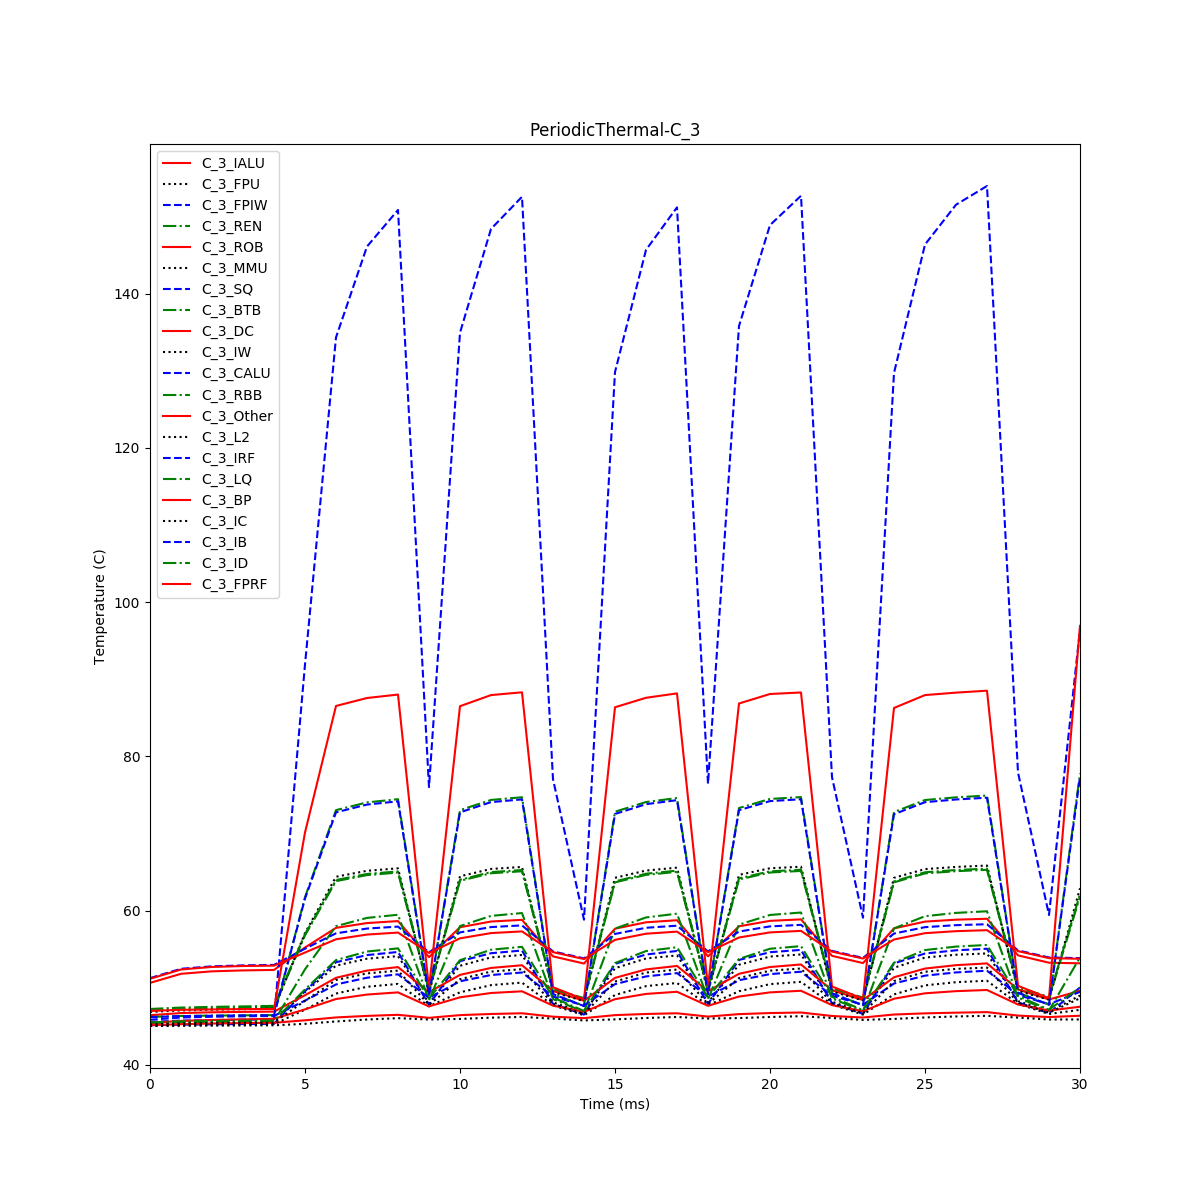 PeriodicThermal-C_3
C_3_IALU
C_3_FPU
C_3_FPIW
C_3_REN
C_3_ROB
C_3_MMU
C_3_SQ
C_3_BTB
C_3_DC
C_3_IW
C_3_CALU
C_3_RBB
C_3_Other
C_3_L2
C_3_IRF
C_3_LQ
C_3_BP
C_3_IC
C_3_IB
C_3_ID
C_3_FPRF
Temperature (C)
140
120
100
80
60
40
0 5 10 15 20 25 30
Time (ms)